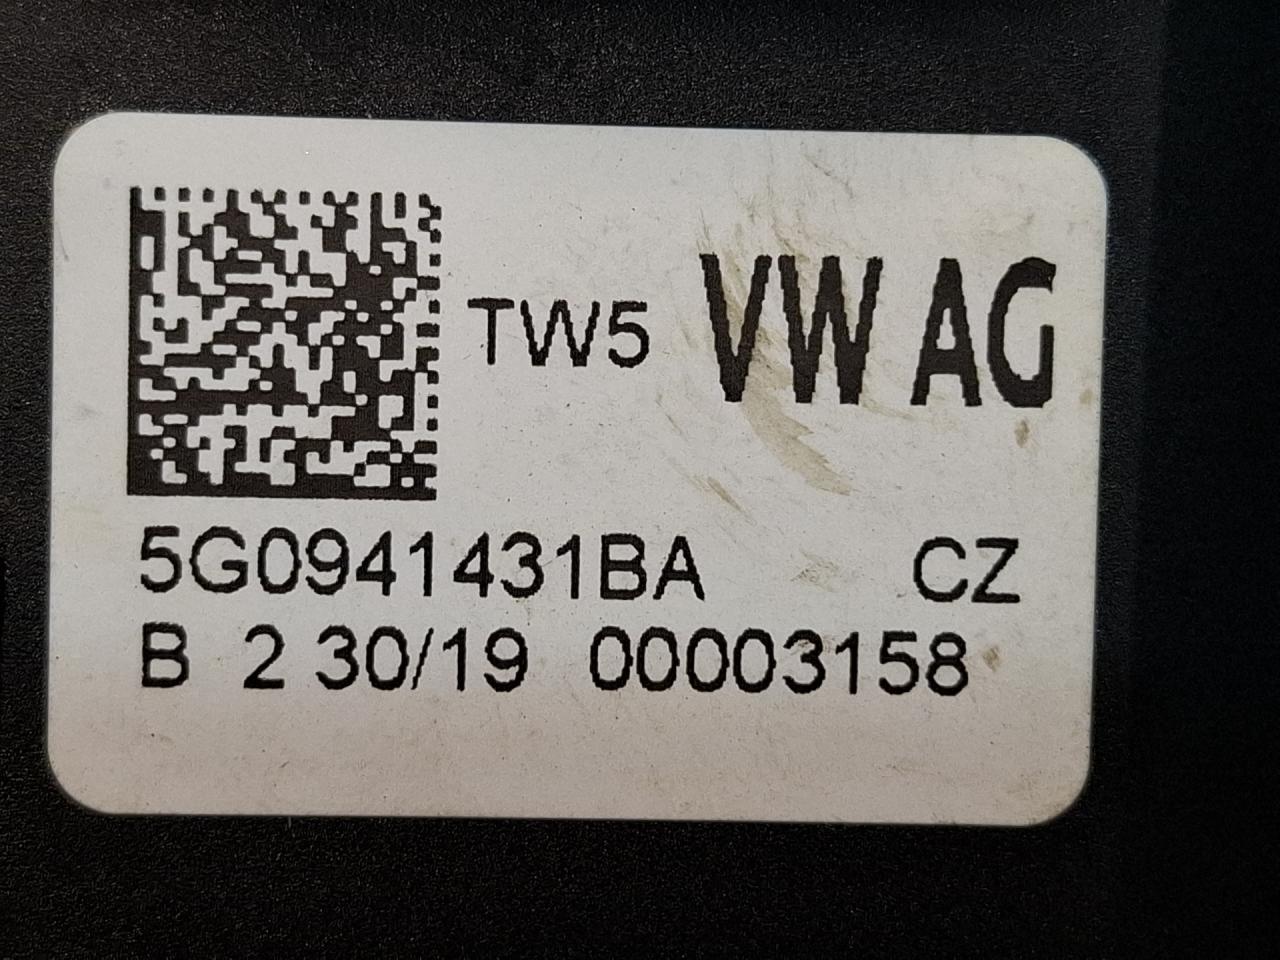 TW5 VW AG
5G0941431BA CZ
B 2 30/19 00003158